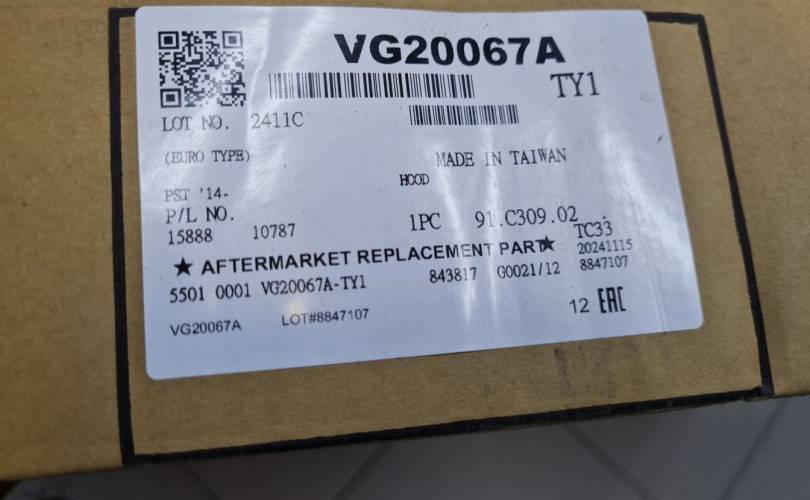 VG20067A
TY1
LOT NO. 2411C
(EURO TYPE) MADE IN TAIWAN
HOOD
PST '14-
P/L NO. 1PC 91.C309.02 .
15888 10787 TC33
★ AFTERMARKET REPLACEMENT PART★ 20241115
5501 0001 VG20067A-TY1 843817 G0021/12 8847107
VG20067A LOT#8847107 12 EAC